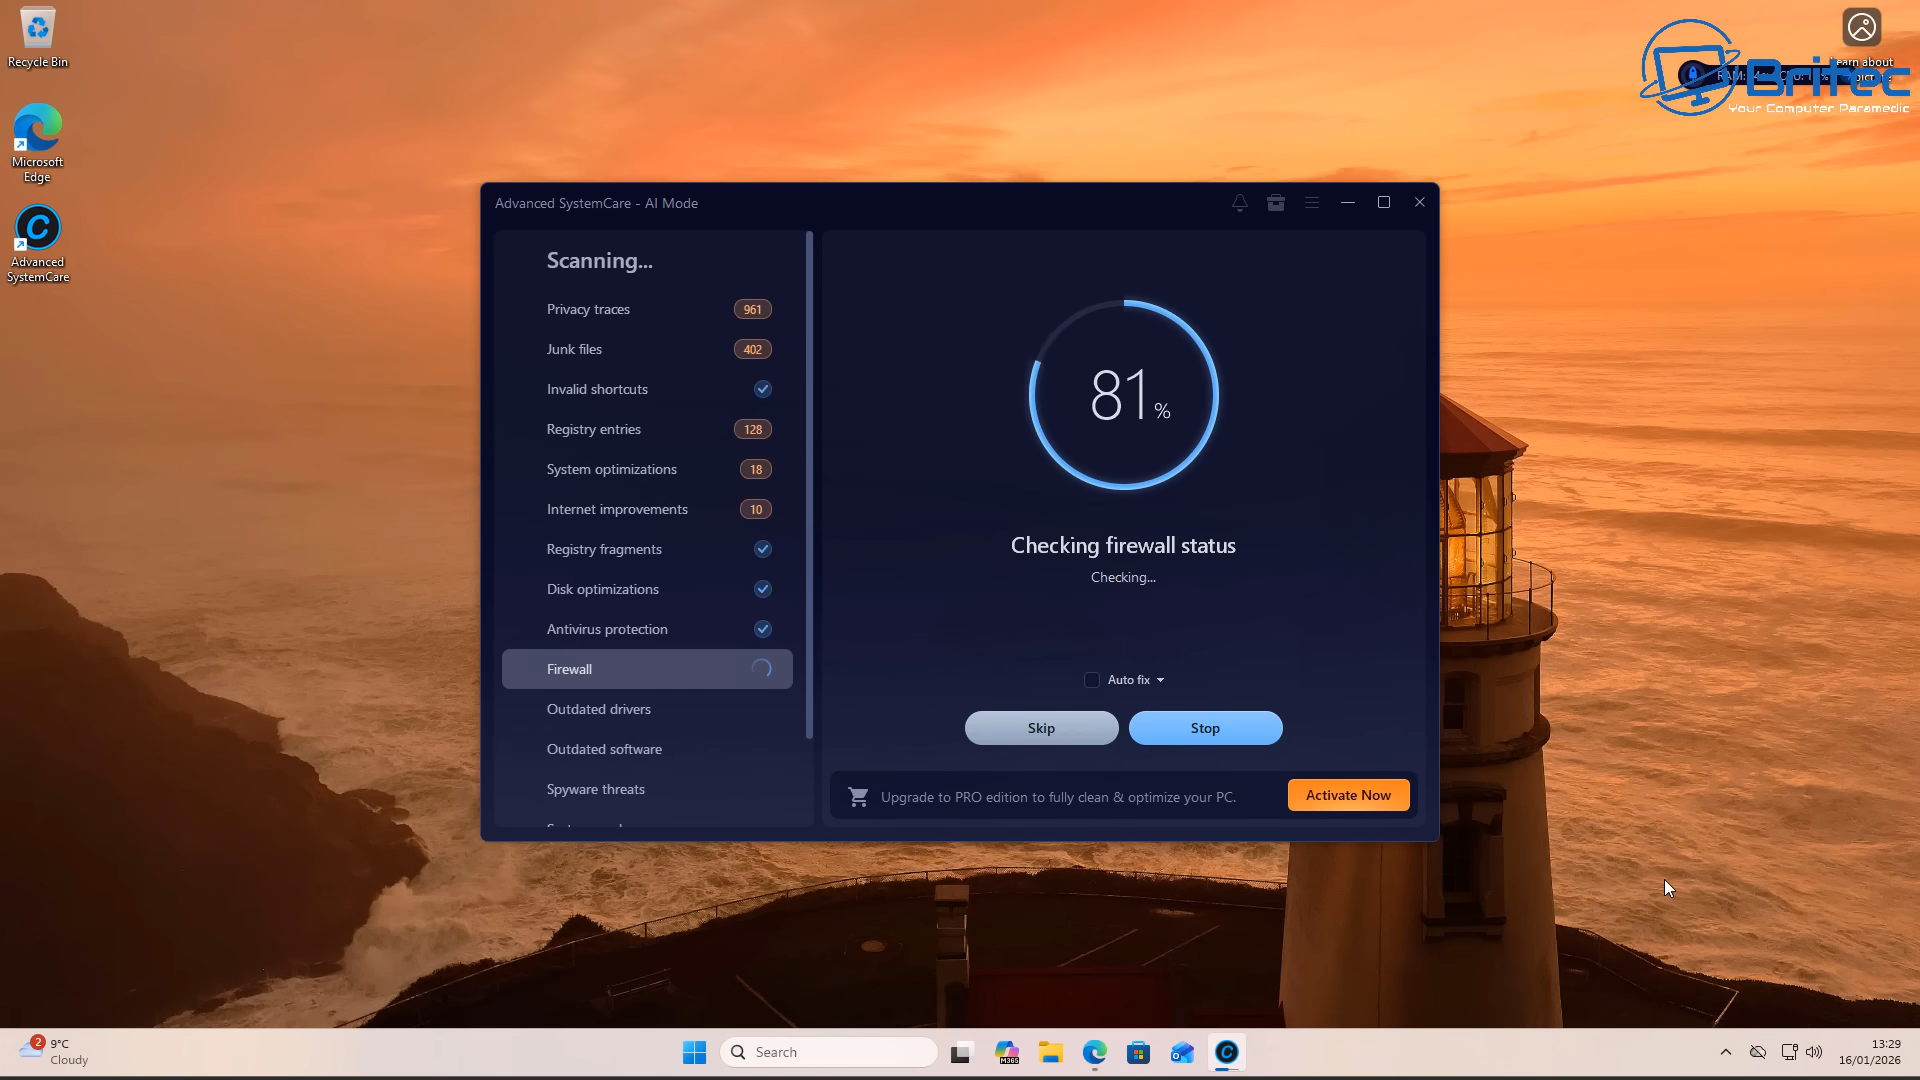 Recycle Bin
Microsoft
Edge
Advanced
SystemCare
Britec
Your Computer Paramedic
Advanced SystemCare - AI Mode
Scanning...
Privacy traces 961
Junk files 402
Invalid shortcuts
Registry entries 128
System optimizations 18
Internet improvements 10
Registry fragments
Disk optimizations
Antivirus protection
Firewall
Outdated drivers
Outdated software
Spyware threats
81%
Checking firewall status
Checking...
Auto fix
Skip
Stop
Upgrade to PRO edition to fully clean & optimize your PC.
Activate Now
2
9°C
Cloudy
Search
M365
13:29
16/01/2026